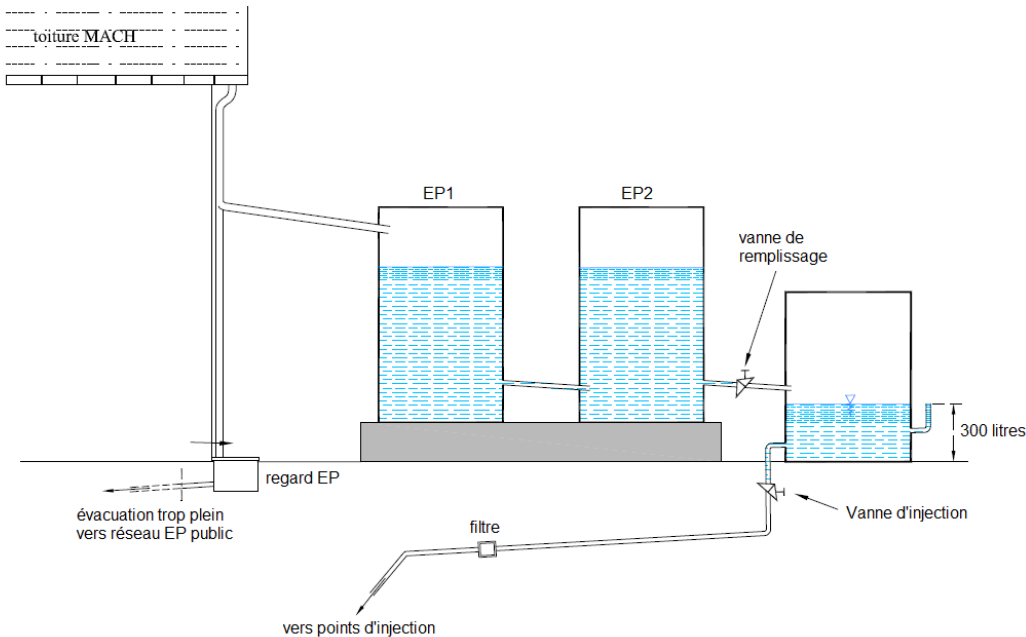 toiture MACH
EP1
EP2
vanne de
remplissage
300 litres
regard EP
évacuation trop plein
vers réseau EP public
Vanne d'injection
filtre
vers points d'injection